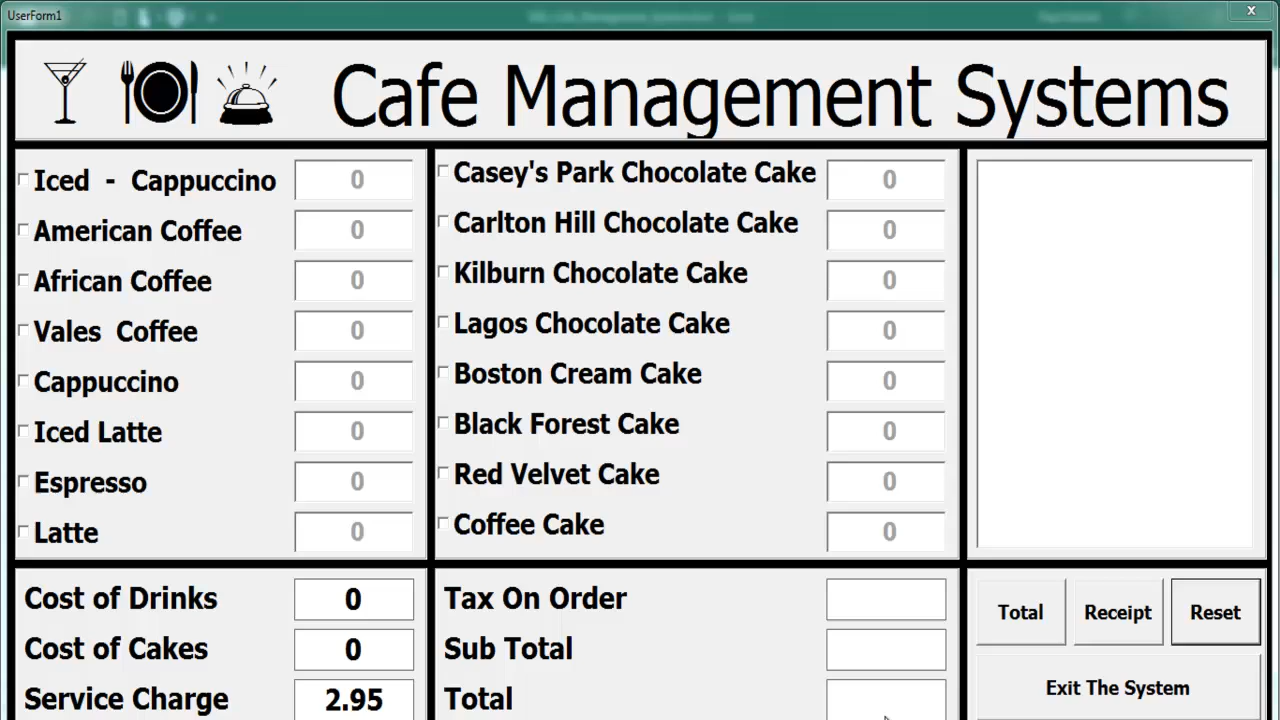 UserForm1
x
Cafe Management Systems
Iced - Cappuccino 0
American Coffee 0
African Coffee 0
Vales Coffee 0
Cappuccino 0
Iced Latte 0
Espresso 0
Latte 0
Casey's Park Chocolate Cake 0
Carlton Hill Chocolate Cake 0
Kilburn Chocolate Cake 0
Lagos Chocolate Cake 0
Boston Cream Cake 0
Black Forest Cake 0
Red Velvet Cake 0
Coffee Cake 0
Cost of Drinks 0
Cost of Cakes 0
Service Charge 2.95
Tax On Order
Sub Total
Total
Total Receipt Reset
Exit The System